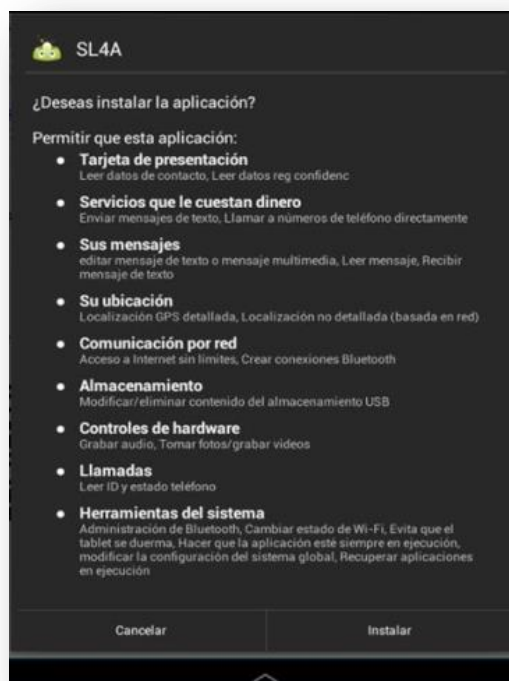 SL4A
¿Deseas instalar la aplicación?
Permitir que esta aplicación:
• Tarjeta de presentación
Leer datos de contacto, Leer datos reg confidenc
• Servicios que le cuestan dinero
Enviar mensajes de texto, Llamar a números de teléfono directamente
• Sus mensajes
editar mensaje de texto o mensaje multimedia, Leer mensaje, Recibir
mensaje de texto
• Su ubicación
Localización GPS detallada, Localización no detallada (basada en red)
• Comunicación por red
Acceso a Internet sin límites, Crear conexiones Bluetooth
• Almacenamiento
Modificar/eliminar contenido del almacenamiento USB
• Controles de hardware
Grabar audio, Tomar fotos/grabar videos
• Llamadas
Leer ID y estado teléfono
• Herramientas del sistema
Administración de Bluetooth, Cambiar estado de Wi-Fi, Evita que el
tablet se duerma, Hacer que la aplicación esté siempre en ejecución,
modificar la configuración del sistema global, Recuperar aplicaciones
en ejecución
Cancelar
Instalar